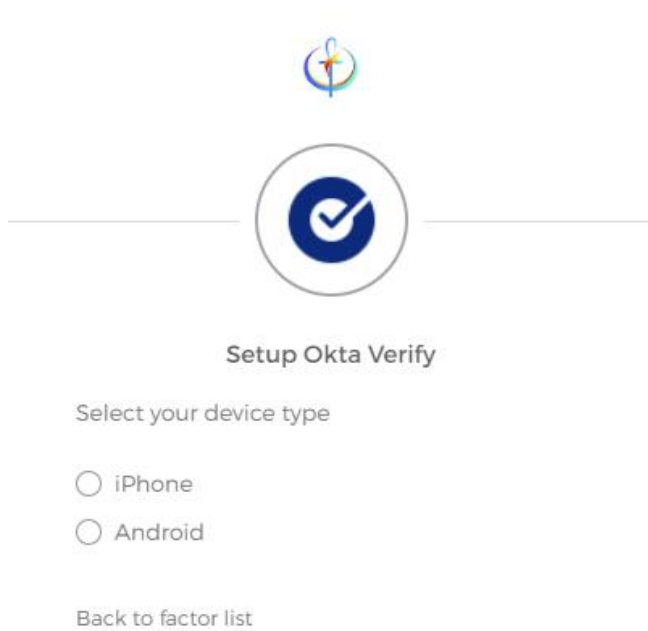 Setup Okta Verify
Select your device type
iPhone
Android
Back to factor list